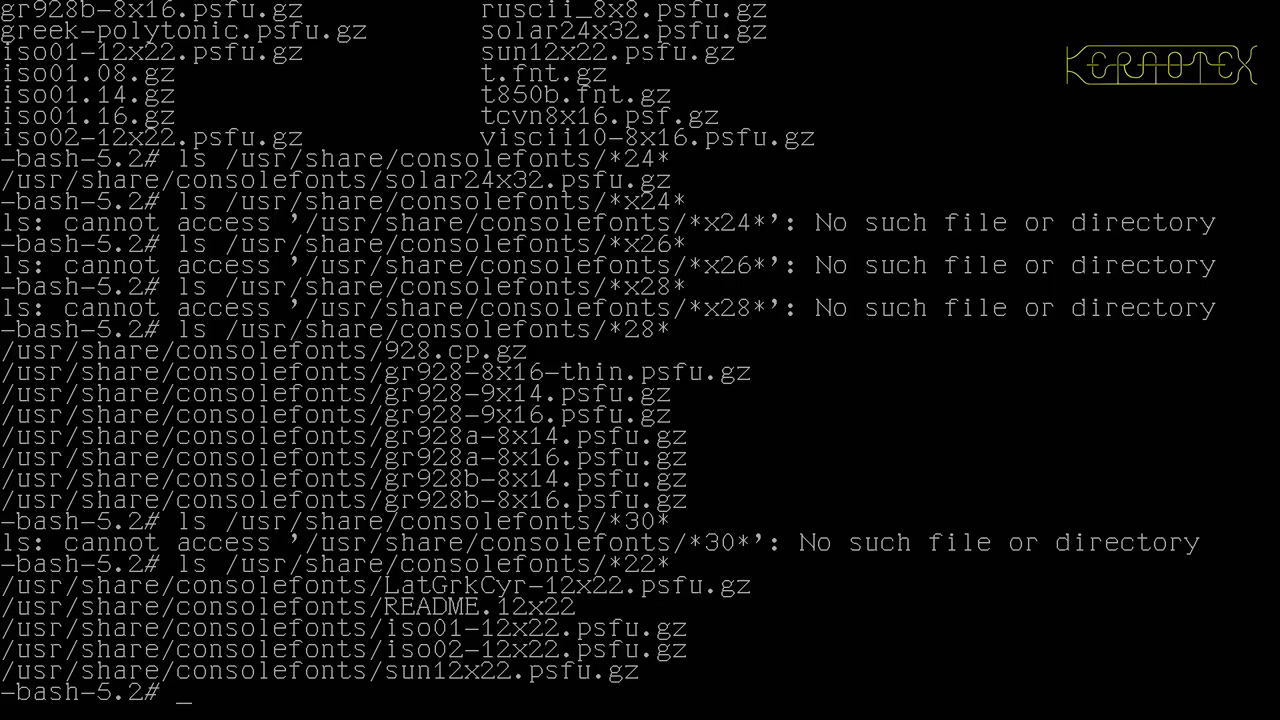 gr928b-8x16.psfu.gz ruscii_8x8.psfu.gz
greek-polytonic.psfu.gz solar24x32.psfu.gz
iso01-12x22.psfu.gz sun12x22.psfu.gz
iso01.08.gz t.fnt.gz
iso01.14.gz t850b.fnt.gz
iso01.16.gz tcvn8x16.psf.gz
iso02-12x22.psfu.gz viscii10-8x16.psfu.gz
-bash-5.2# ls /usr/share/consolefonts/*24*
/usr/share/consolefonts/solar24x32.psfu.gz
-bash-5.2# ls /usr/share/consolefonts/*x24*
ls: cannot access '/usr/share/consolefonts/*x24*': No such file or directory
-bash-5.2# ls /usr/share/consolefonts/*x26*
ls: cannot access '/usr/share/consolefonts/*x26*': No such file or directory
-bash-5.2# ls /usr/share/consolefonts/*x28*
ls: cannot access '/usr/share/consolefonts/*x28*': No such file or directory
-bash-5.2# ls /usr/share/consolefonts/*28*
/usr/share/consolefonts/928.cp.gz
/usr/share/consolefonts/gr928-8x16-thin.psfu.gz
/usr/share/consolefonts/gr928-9x14.psfu.gz
/usr/share/consolefonts/gr928-9x16.psfu.gz
/usr/share/consolefonts/gr928a-8x14.psfu.gz
/usr/share/consolefonts/gr928a-8x16.psfu.gz
/usr/share/consolefonts/gr928b-8x14.psfu.gz
/usr/share/consolefonts/gr928b-8x16.psfu.gz
-bash-5.2# ls /usr/share/consolefonts/*30*
ls: cannot access '/usr/share/consolefonts/*30*': No such file or directory
-bash-5.2# ls /usr/share/consolefonts/*22*
/usr/share/consolefonts/LatGrkCyr-12x22.psfu.gz
/usr/share/consolefonts/README.12x22
/usr/share/consolefonts/iso01-12x22.psfu.gz
/usr/share/consolefonts/iso02-12x22.psfu.gz
/usr/share/consolefonts/sun12x22.psfu.gz
-bash-5.2# _